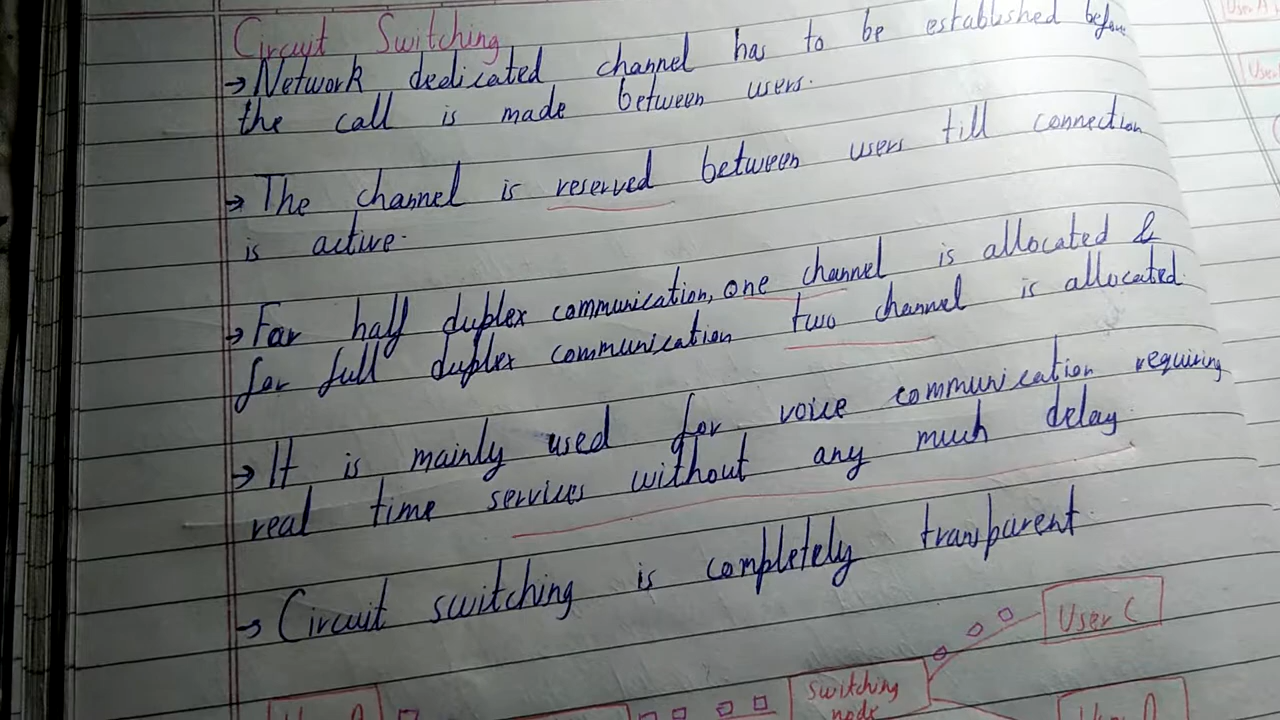 Circuit Switching
→ Network dedicated channel has to be established before
the call is made between users.
→ The channel is reserved between users till connection
is active.
→ For half duplex communication, one channel is allocated &
for full duplex communication two channel is allocated.
→ It is mainly used for voice communication requiring
real time services without any much delay.
→ Circuit switching is completely transparent.
User C
switching
node
User A
User